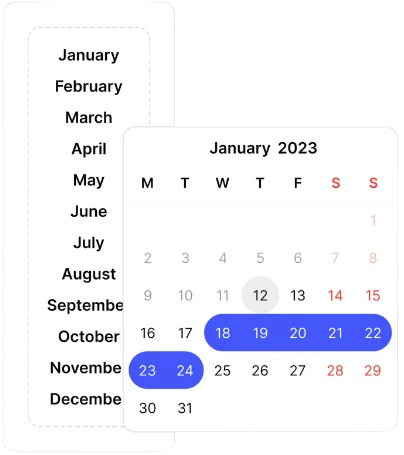 January
February
March
April
May
June
July
August
Septembe
October
Novembe
Decembe
January 2023
M T W T F S S
1
2 3 4 5 6 7 8
9 10 11 12 13 14 15
16 17 18 19 20 21 22
23 24 25 26 27 28 29
30 31